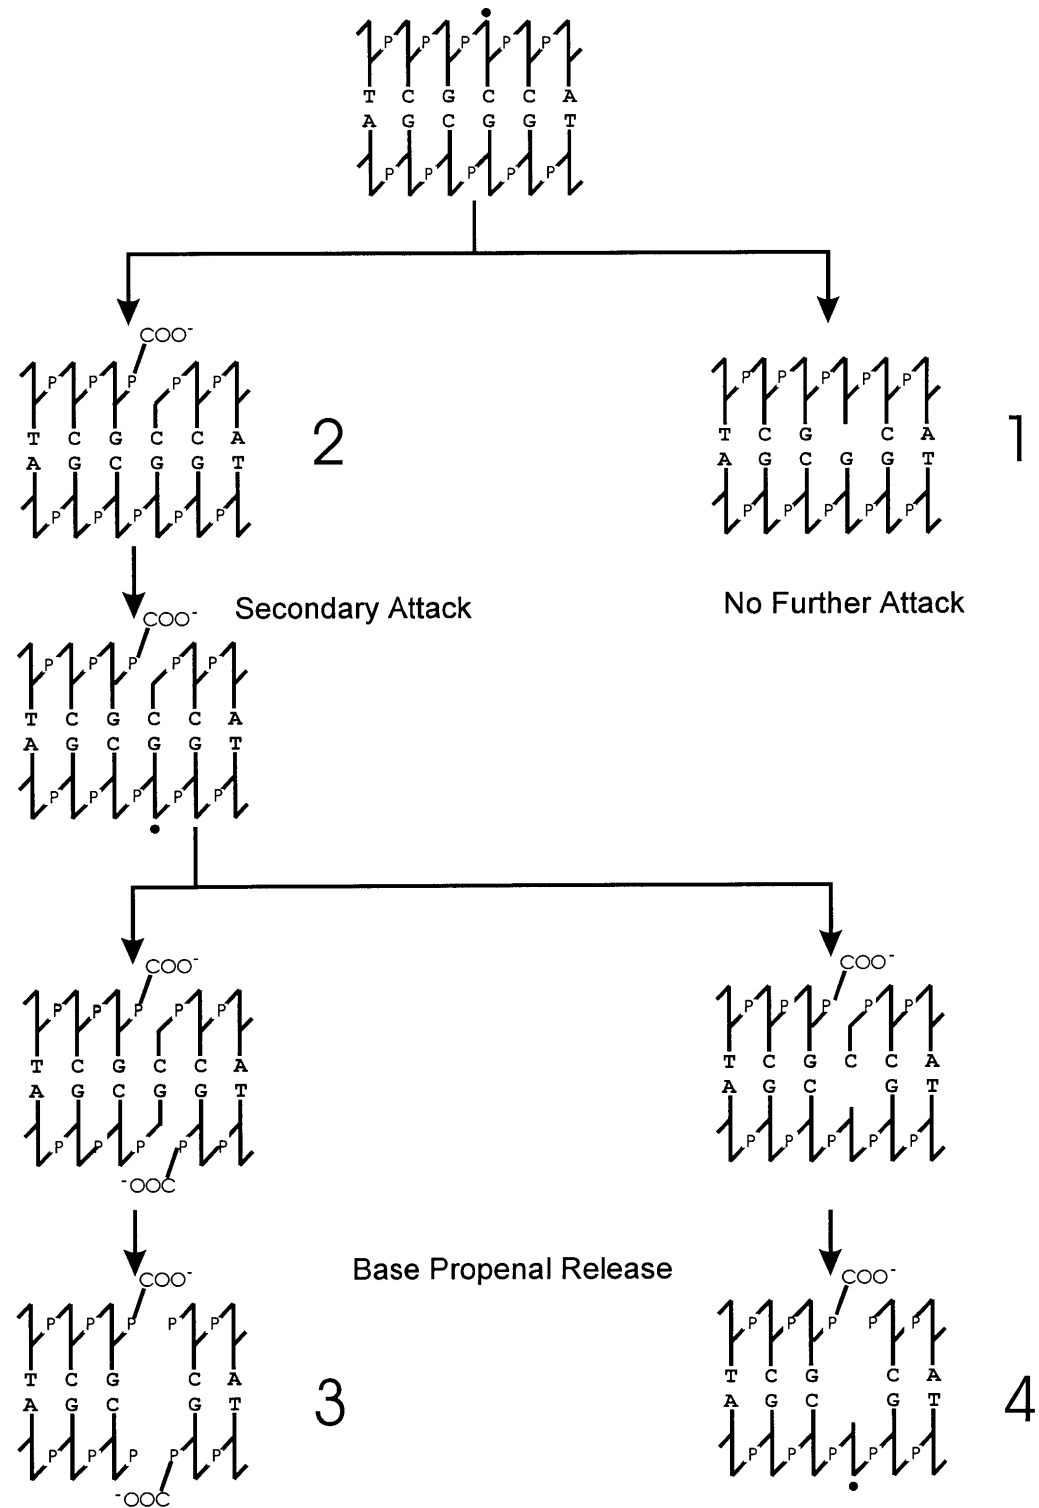 P P P P P
T C G C C A
A G C G G T
P P P P P
COO⁻
P P P P P
T C G C C A
A G C G G T
P P P P P
2
P P P P P
T C G C A
A G C G G T
P P P P P
1
Secondary Attack
No Further Attack
COO⁻
P P P P P
T C G C C A
A G C G G T
P P P P P
COO⁻
P P P P P
T C G C C A
A G C G G T
P P P P P
⁻OOC
COO⁻
P P P P P
T C G C C A
A G C G T
P P P P P
Base Propenal Release
COO⁻
P P P P P
T C G C A
A G C G T
P P P P P
⁻OOC
3
COO⁻
P P P P P
T C G C A
A G C G T
P P P P P
4